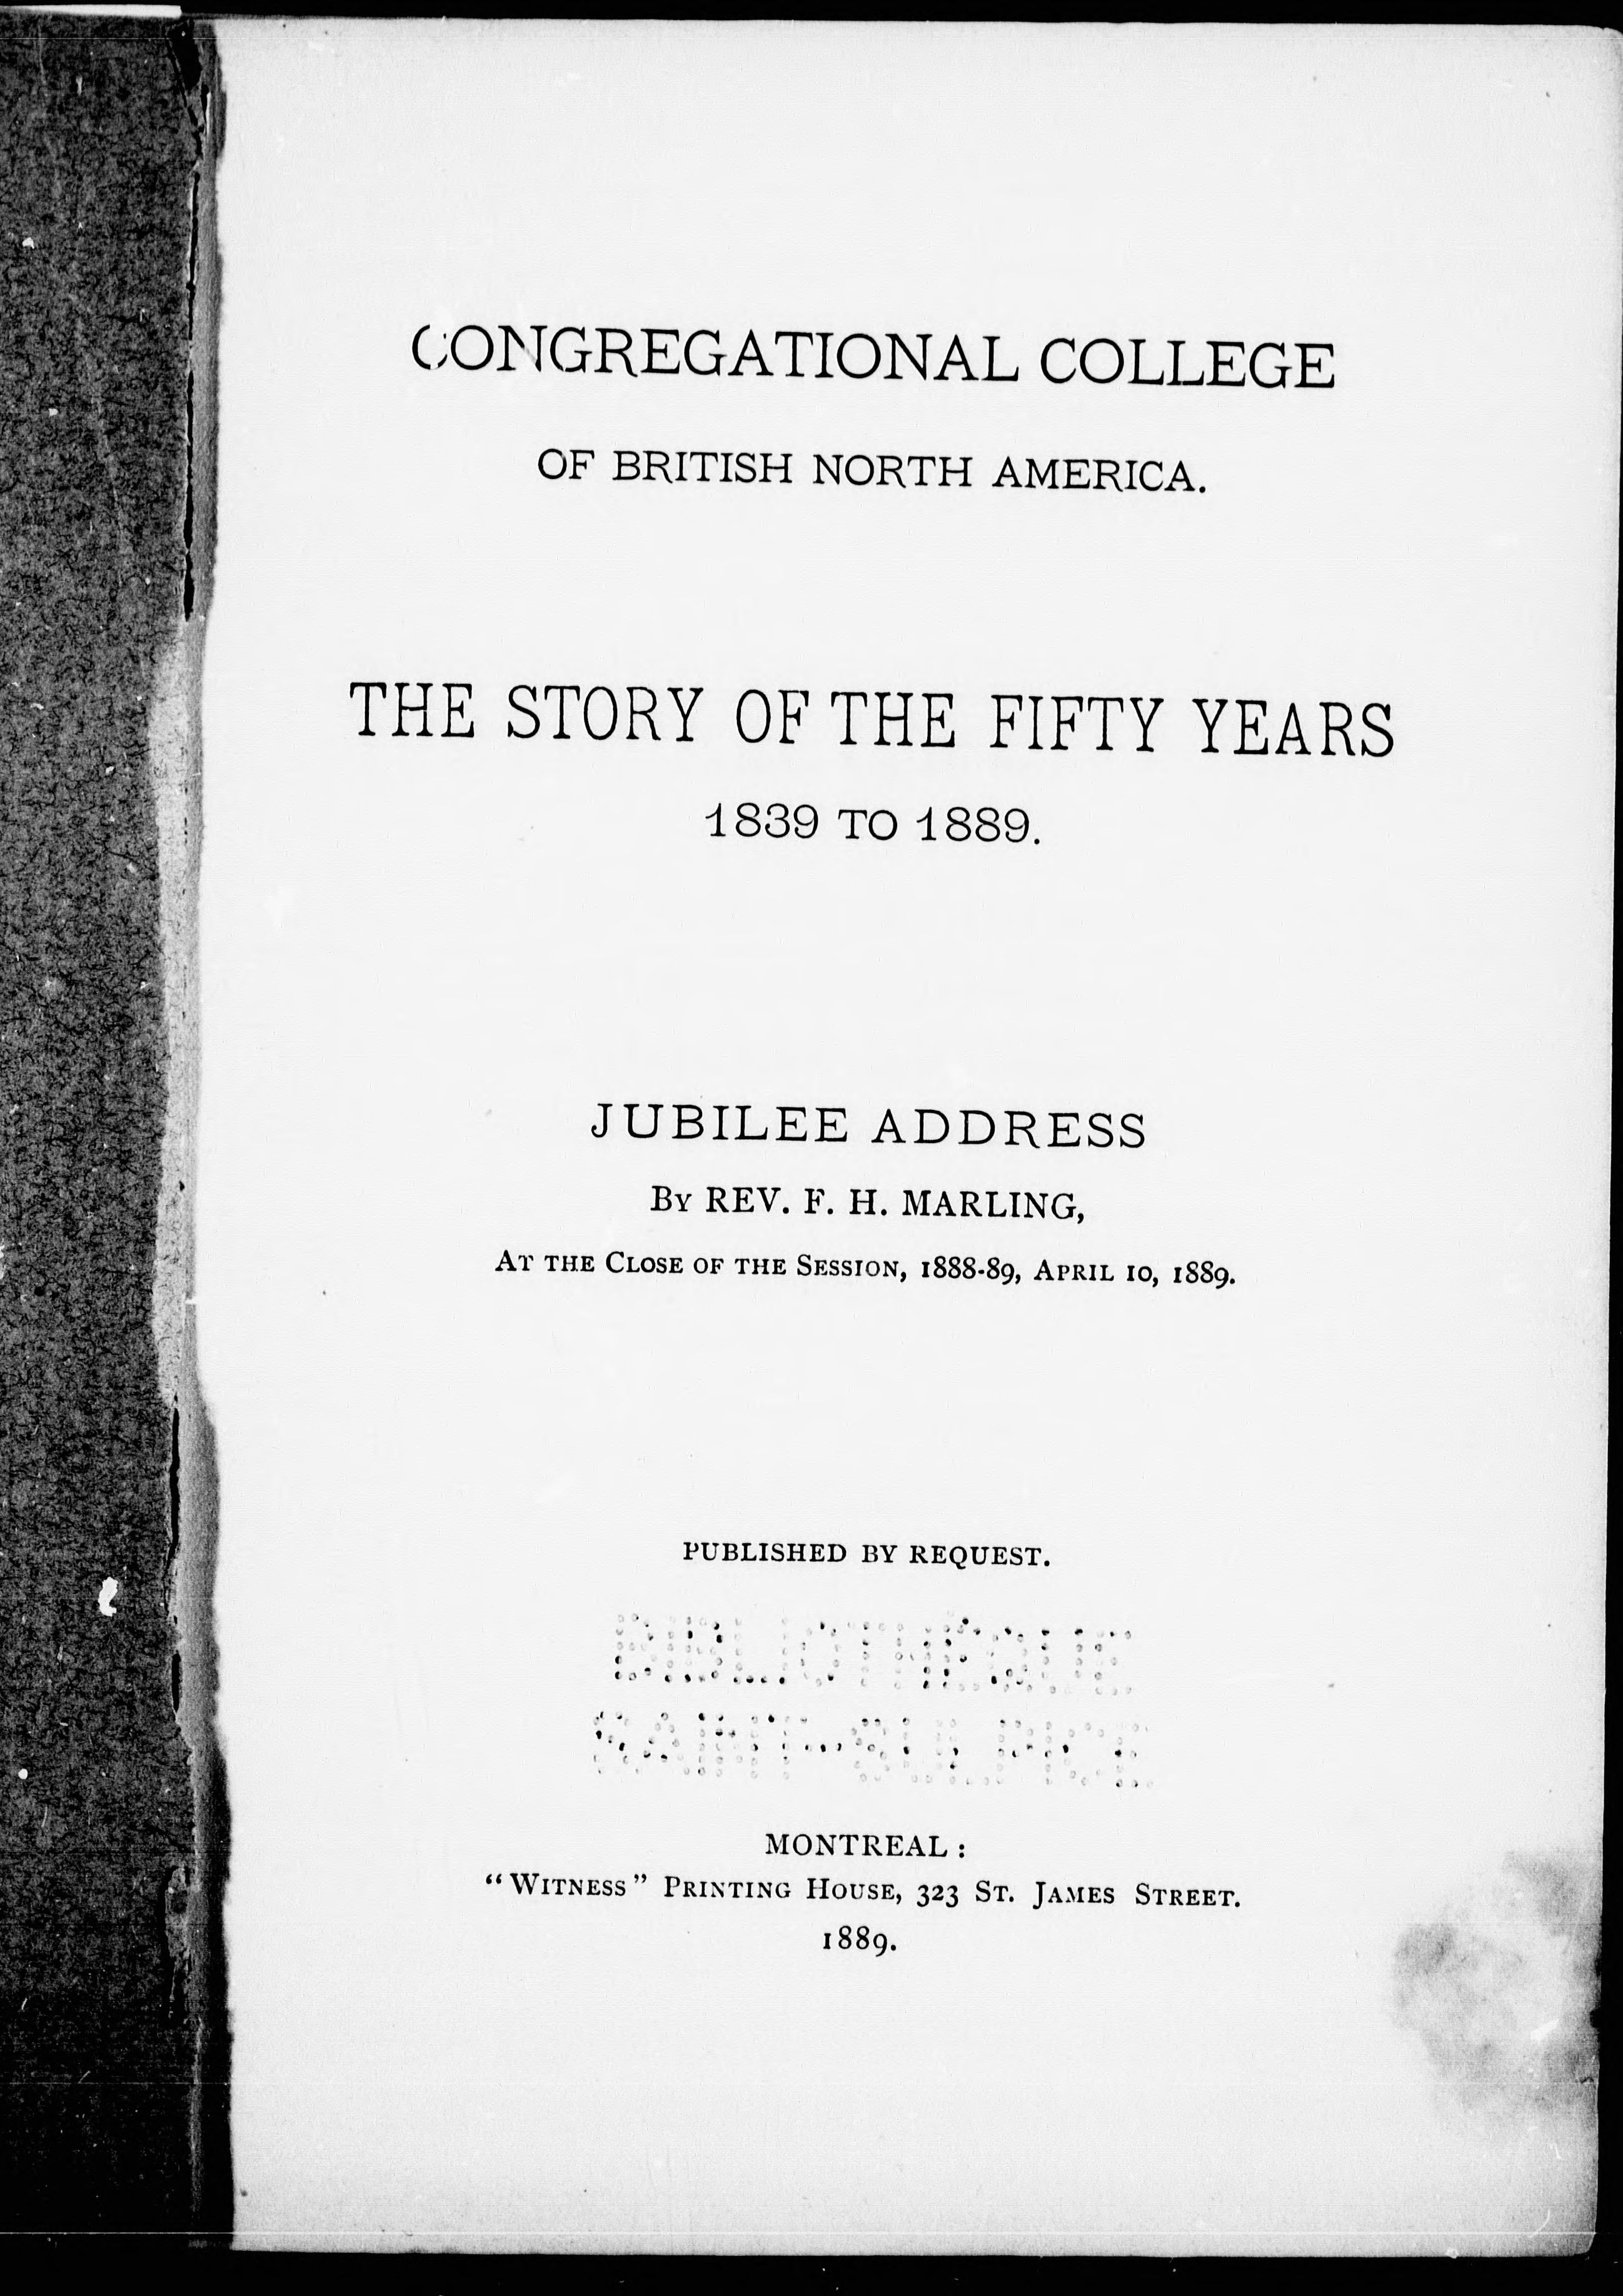 CONGREGATIONAL COLLEGE
OF BRITISH NORTH AMERICA.
THE STORY OF THE FIFTY YEARS
1839 TO 1889.
JUBILEE ADDRESS
By REV. F. H. MARLING,
At the Close of the Session, 1888-89, April 10, 1889.
PUBLISHED BY REQUEST.
BIBLIOTHEQUE
SAINT-SULPICE
MONTREAL :
“Witness” Printing House, 323 St. James Street.
1889.